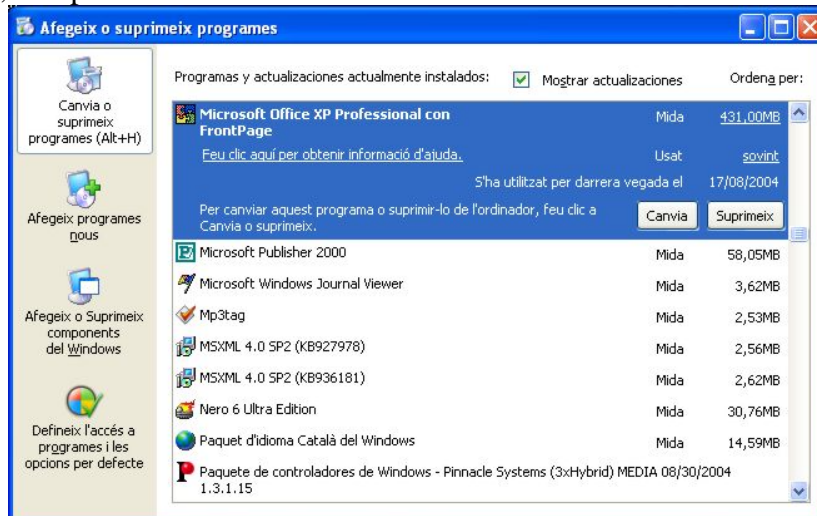 Afegeix o suprimeix programes
Canvia o
suprimeix
programes (Alt+H)
Afegeix programes
nous
Afegeix o Suprimeix
components
del Windows
Defineix l'accés a
programes i les
opcions per defecte
Programas y actualizaciones actualmente instalados: Mostrar actualizaciones Ordena per:
Microsoft Office XP Professional con
FrontPage Mida 431,00MB
Feu clic aquí per obtenir informació d'ajuda. Usat sovint
S'ha utilitzat per darrera vegada el 17/08/2004
Per canviar aquest programa o suprimir-lo de l'ordinador, feu clic a
Canvia o suprimeix. Canvia Suprimeix
Microsoft Publisher 2000 Mida 58,05MB
Microsoft Windows Journal Viewer Mida 3,62MB
Mp3tag Mida 2,53MB
MSXML 4.0 SP2 (KB927978) Mida 2,56MB
MSXML 4.0 SP2 (KB936181) Mida 2,62MB
Nero 6 Ultra Edition Mida 30,76MB
Paquet d'idioma Català del Windows Mida 14,59MB
Paquete de controladores de Windows - Pinnacle Systems (3xHybrid) MEDIA 08/30/2004
1.3.1.15